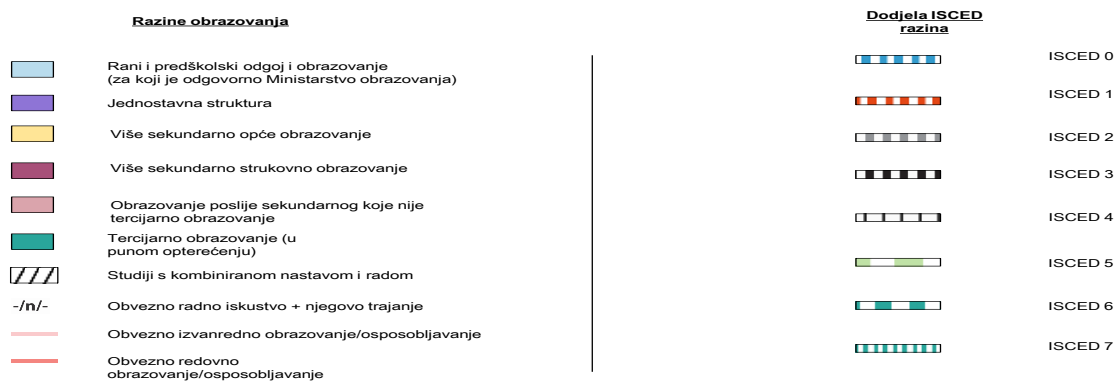 Razine obrazovanja
Rani i predškolski odgoj i obrazovanje
(za koji je odgovorno Ministarstvo obrazovanja)
Jednostavna struktura
Više sekundarno opće obrazovanje
Više sekundarno strukovno obrazovanje
Obrazovanje poslije sekundarnog koje nije
tercijarno obrazovanje
Tercijarno obrazovanje (u
punom opterećenju)
Studiji s kombiniranom nastavom i radom
-/n/- Obvezno radno iskustvo + njegovo trajanje
Obvezno izvanredno obrazovanje/osposobljavanje
Obvezno redovno
obrazovanje/osposobljavanje
Dodjela ISCED
razina
ISCED 0
ISCED 1
ISCED 2
ISCED 3
ISCED 4
ISCED 5
ISCED 6
ISCED 7